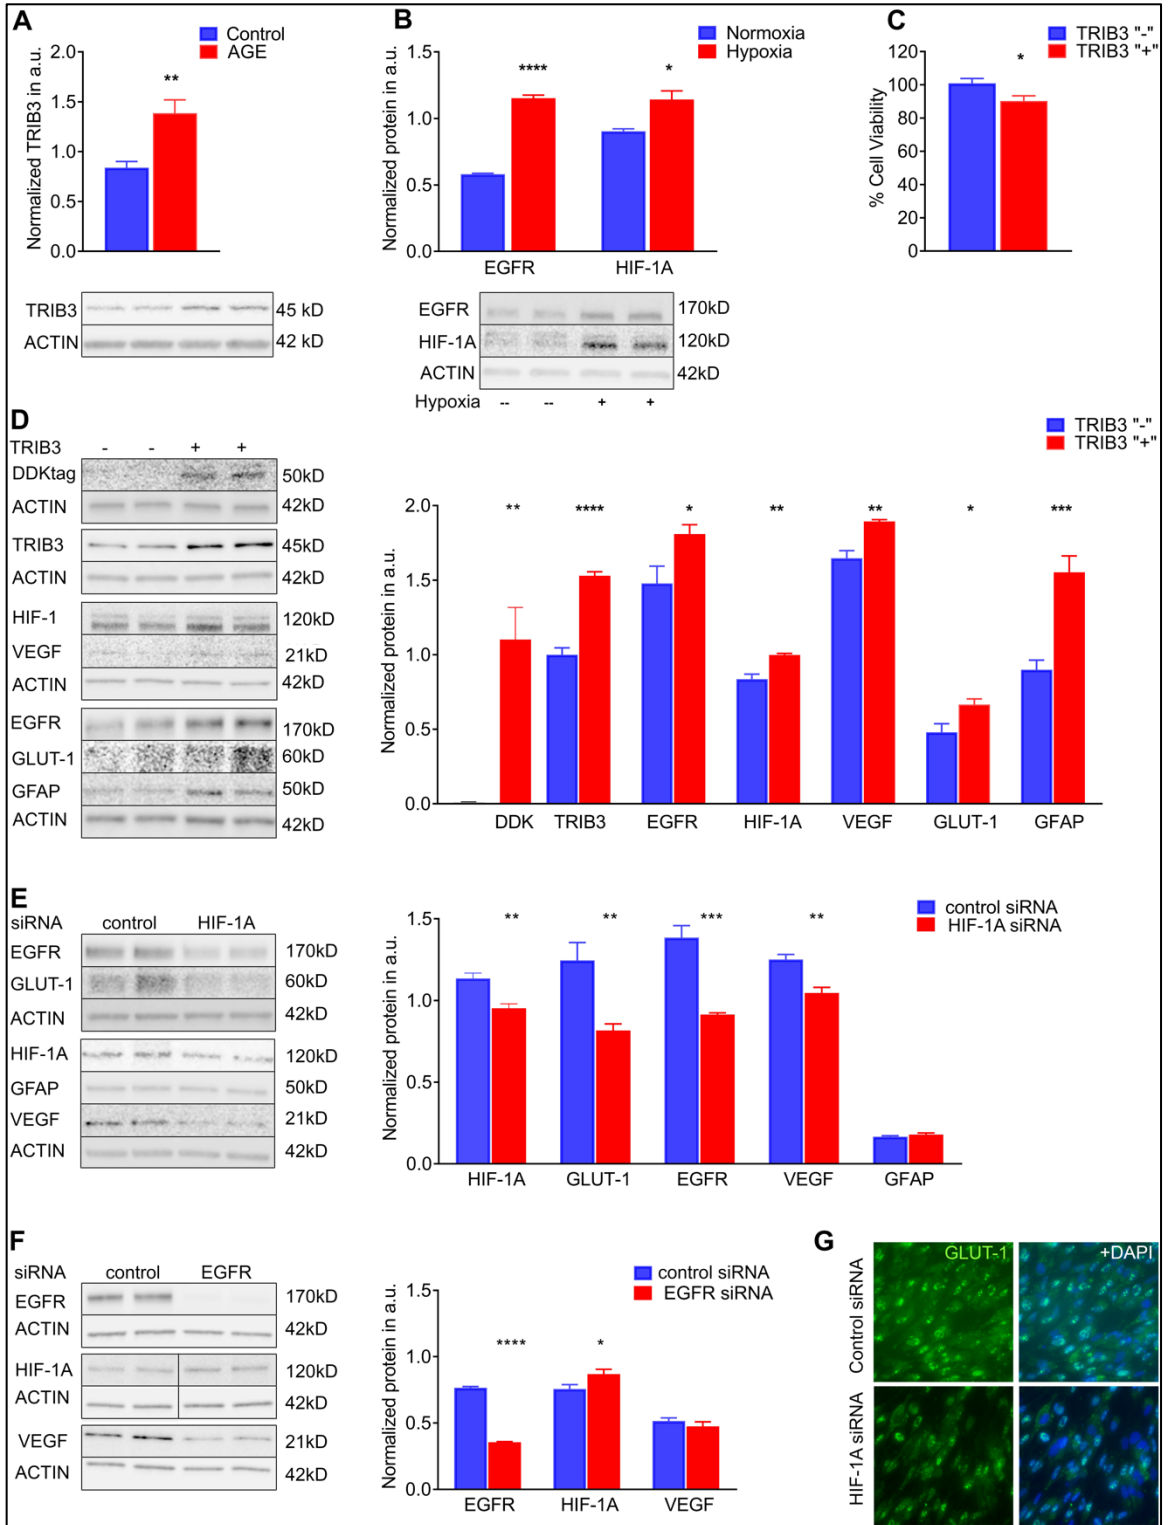 A
Control
AGE
Normalized TRIB3 in a.u.
2.0
1.5
1.0
0.5
0.0
**
TRIB3 45 kD
ACTIN 42 kD
B
Normoxia
Hypoxia
Normalized protein in a.u.
1.5
1.0
0.5
0.0
**** *
EGFR HIF-1A
EGFR 170kD
HIF-1A 120kD
ACTIN 42kD
Hypoxia -- -- + +
C
TRIB3 "-"
TRIB3 "+"
% Cell Viability
120
100
80
60
40
20
0
*
D
TRIB3 - - + +
DDKtag 50kD
ACTIN 42kD
TRIB3 45kD
ACTIN 42kD
HIF-1 120kD
VEGF 21kD
ACTIN 42kD
EGFR 170kD
GLUT-1 60kD
GFAP 50kD
ACTIN 42kD
TRIB3 "-"
TRIB3 "+"
Normalized protein in a.u.
2.0
1.5
1.0
0.5
0.0
** **** * ** ** * ***
DDK TRIB3 EGFR HIF-1A VEGF GLUT-1 GFAP
E
siRNA control HIF-1A
EGFR 170kD
GLUT-1 60kD
ACTIN 42kD
HIF-1A 120kD
GFAP 50kD
VEGF 21kD
ACTIN 42kD
control siRNA
HIF-1A siRNA
Normalized protein in a.u.
1.5
1.0
0.5
0.0
** ** *** **
HIF-1A GLUT-1 EGFR VEGF GFAP
F
siRNA control EGFR
EGFR 170kD
ACTIN 42kD
HIF-1A 120kD
ACTIN 42kD
VEGF 21kD
ACTIN 42kD
control siRNA
EGFR siRNA
Normalized protein in a.u.
1.5
1.0
0.5
0.0
**** *
EGFR HIF-1A VEGF
G
GLUT-1 +DAPI
Control siRNA
HIF-1A siRNA